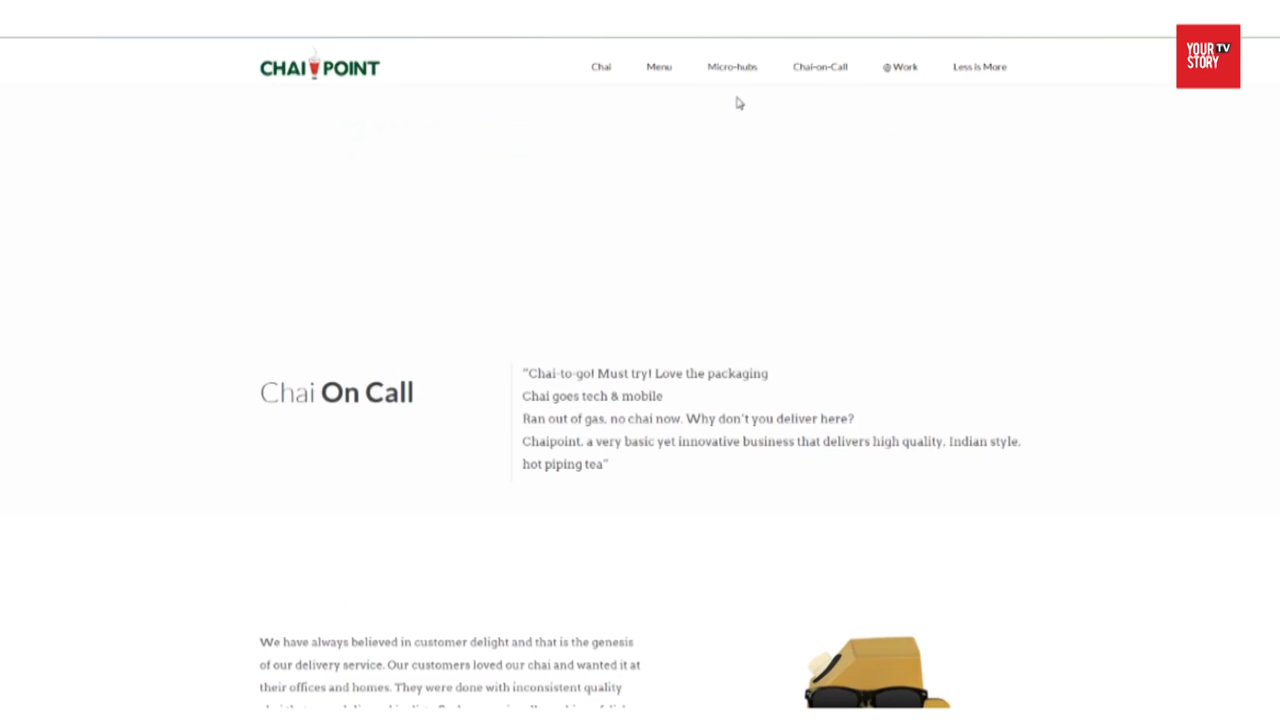 YOUR TV
STORY
CHAI POINT
Chai Menu Micro-hubs Chai-on-Call @ Work Less is More
Chai On Call
"Chai-to-go! Must try! Love the packaging
Chai goes tech & mobile
Ran out of gas, no chai now. Why don't you deliver here?
Chaipoint, a very basic yet innovative business that delivers high quality, Indian style,
hot piping tea"
We have always believed in customer delight and that is the genesis
of our delivery service. Our customers loved our chai and wanted it at
their offices and homes. They were done with inconsistent quality